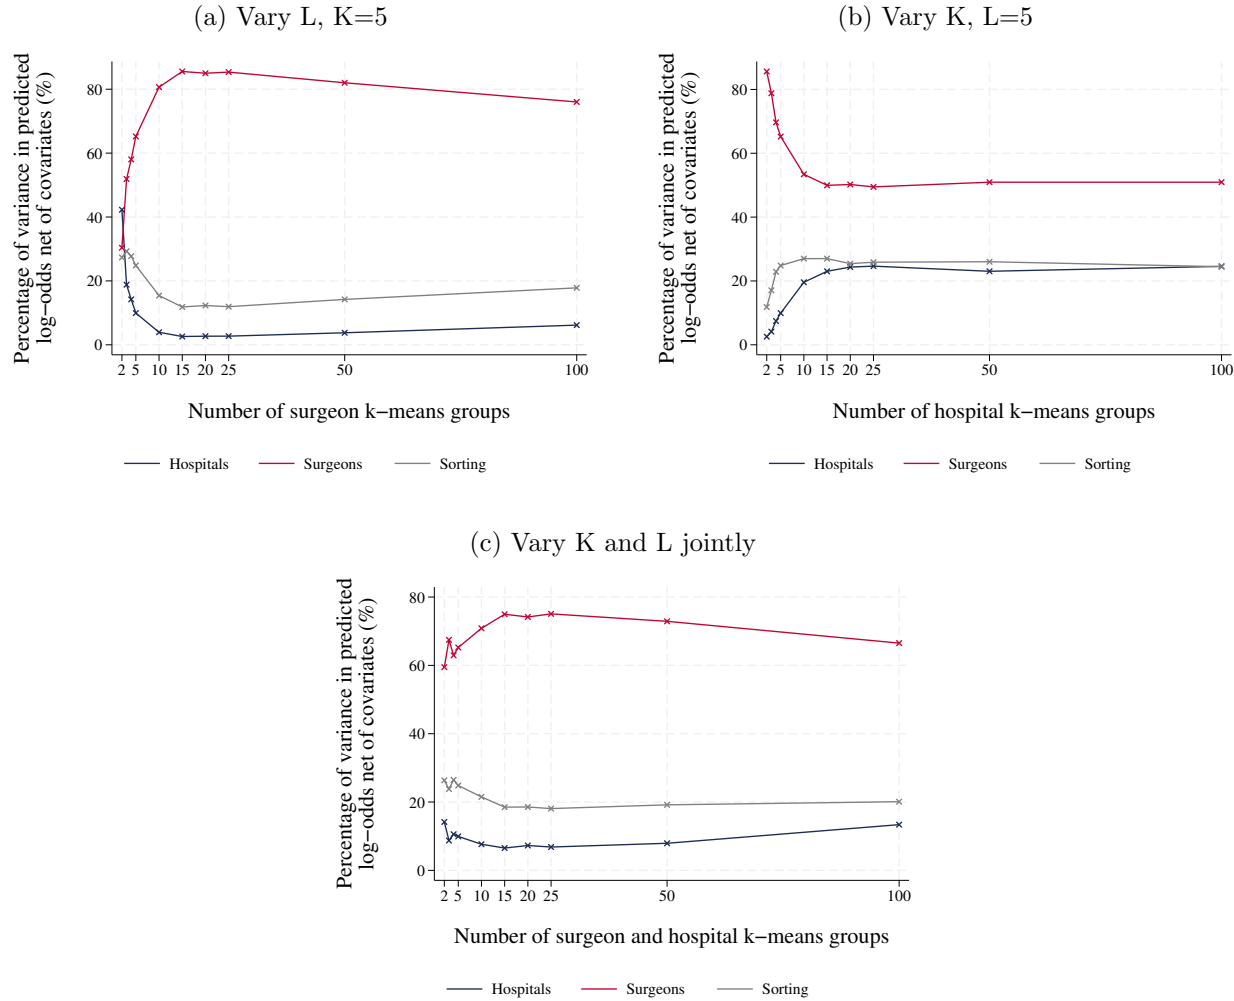 (a) Vary L, K=5
Percentage of variance in predicted
log−odds net of covariates (%)
80
60
40
20
0
2 5 10 15 20 25 50 100
Number of surgeon k−means groups
Hospitals Surgeons Sorting
(b) Vary K, L=5
Percentage of variance in predicted
log−odds net of covariates (%)
80
60
40
20
0
2 5 10 15 20 25 50 100
Number of hospital k−means groups
Hospitals Surgeons Sorting
(c) Vary K and L jointly
Percentage of variance in predicted
log−odds net of covariates (%)
80
60
40
20
0
2 5 10 15 20 25 50 100
Number of surgeon and hospital k−means groups
Hospitals Surgeons Sorting